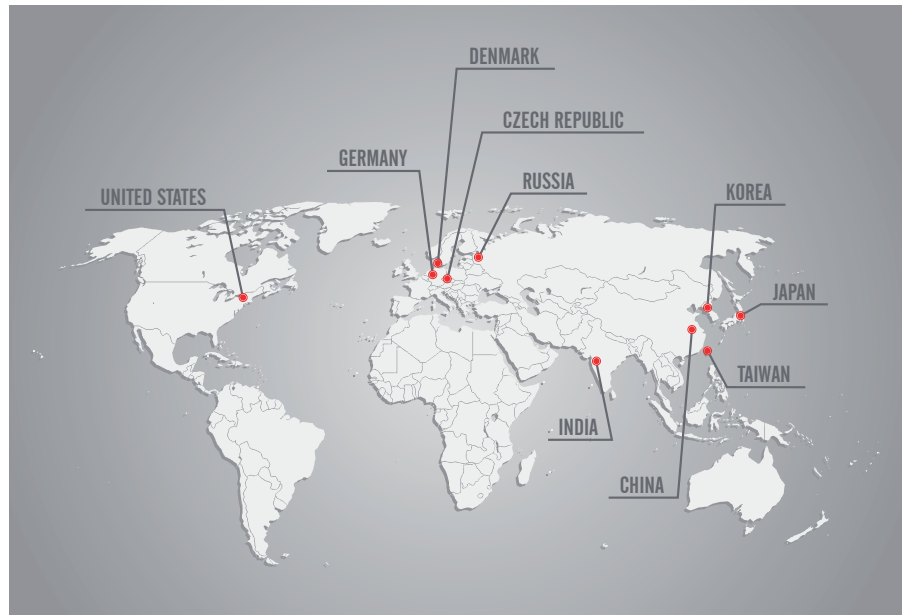 DENMARK
CZECH REPUBLIC
GERMANY
RUSSIA
UNITED STATES
KOREA
JAPAN
TAIWAN
INDIA
CHINA